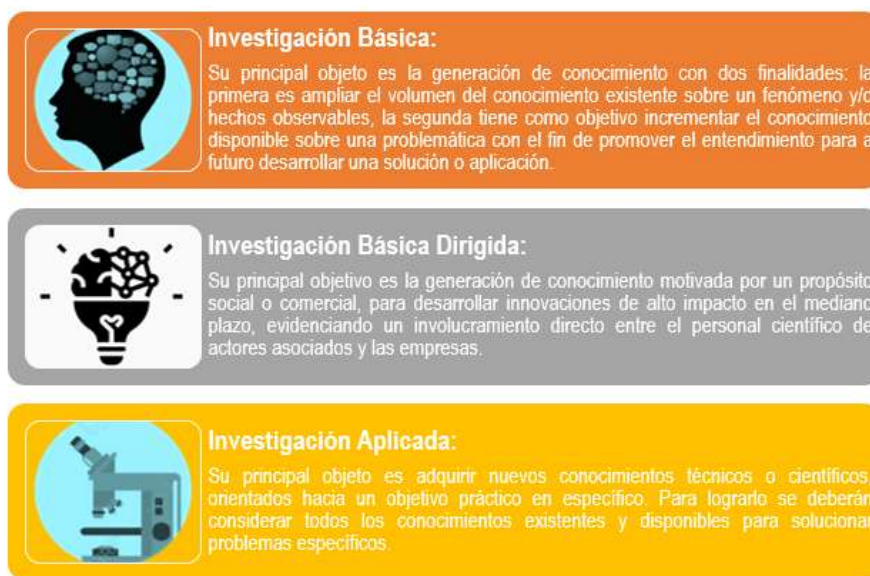 Investigación Básica:
Su principal objeto es la generación de conocimiento con dos finalidades: la
primera es ampliar el volumen del conocimiento existente sobre un fenómeno y/o
hechos observables, la segunda tiene como objetivo incrementar el conocimiento
disponible sobre una problemática con el fin de promover el entendimiento para a
futuro desarrollar una solución o aplicación.
Investigación Básica Dirigida:
Su principal objetivo es la generación de conocimiento motivada por un propósito
social o comercial, para desarrollar innovaciones de alto impacto en el mediano
plazo, evidenciando un involucramiento directo entre el personal científico de
actores asociados y las empresas.
Investigación Aplicada:
Su principal objeto es adquirir nuevos conocimientos técnicos o científicos,
orientados hacia un objetivo práctico en específico. Para lograrlo se deberán
considerar todos los conocimientos existentes y disponibles para solucionar
problemas específicos.